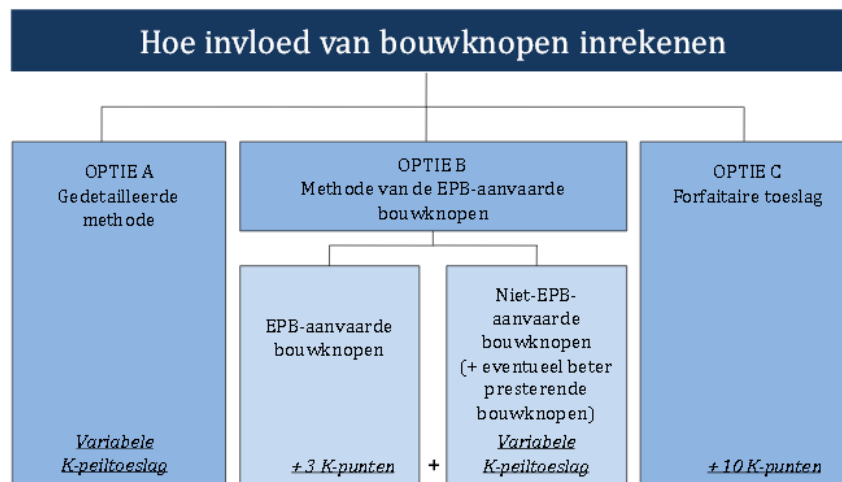 Hoe invloed van bouwknopen inrekenen
OPTIE A
Gedetailleerde
methode
Variabele
K-peiltoeslag
OPTIE B
Methode van de EPB-aanvaarde
bouwknopen
EPB-aanvaarde
bouwknopen
+ 3 K-punten
+
Niet-EPB-
aanvaarde
bouwknopen
(+ eventueel beter
presterende
bouwknopen)
Variabele
K-peiltoeslag
OPTIE C
Forfaitaire toeslag
+ 10 K-punten